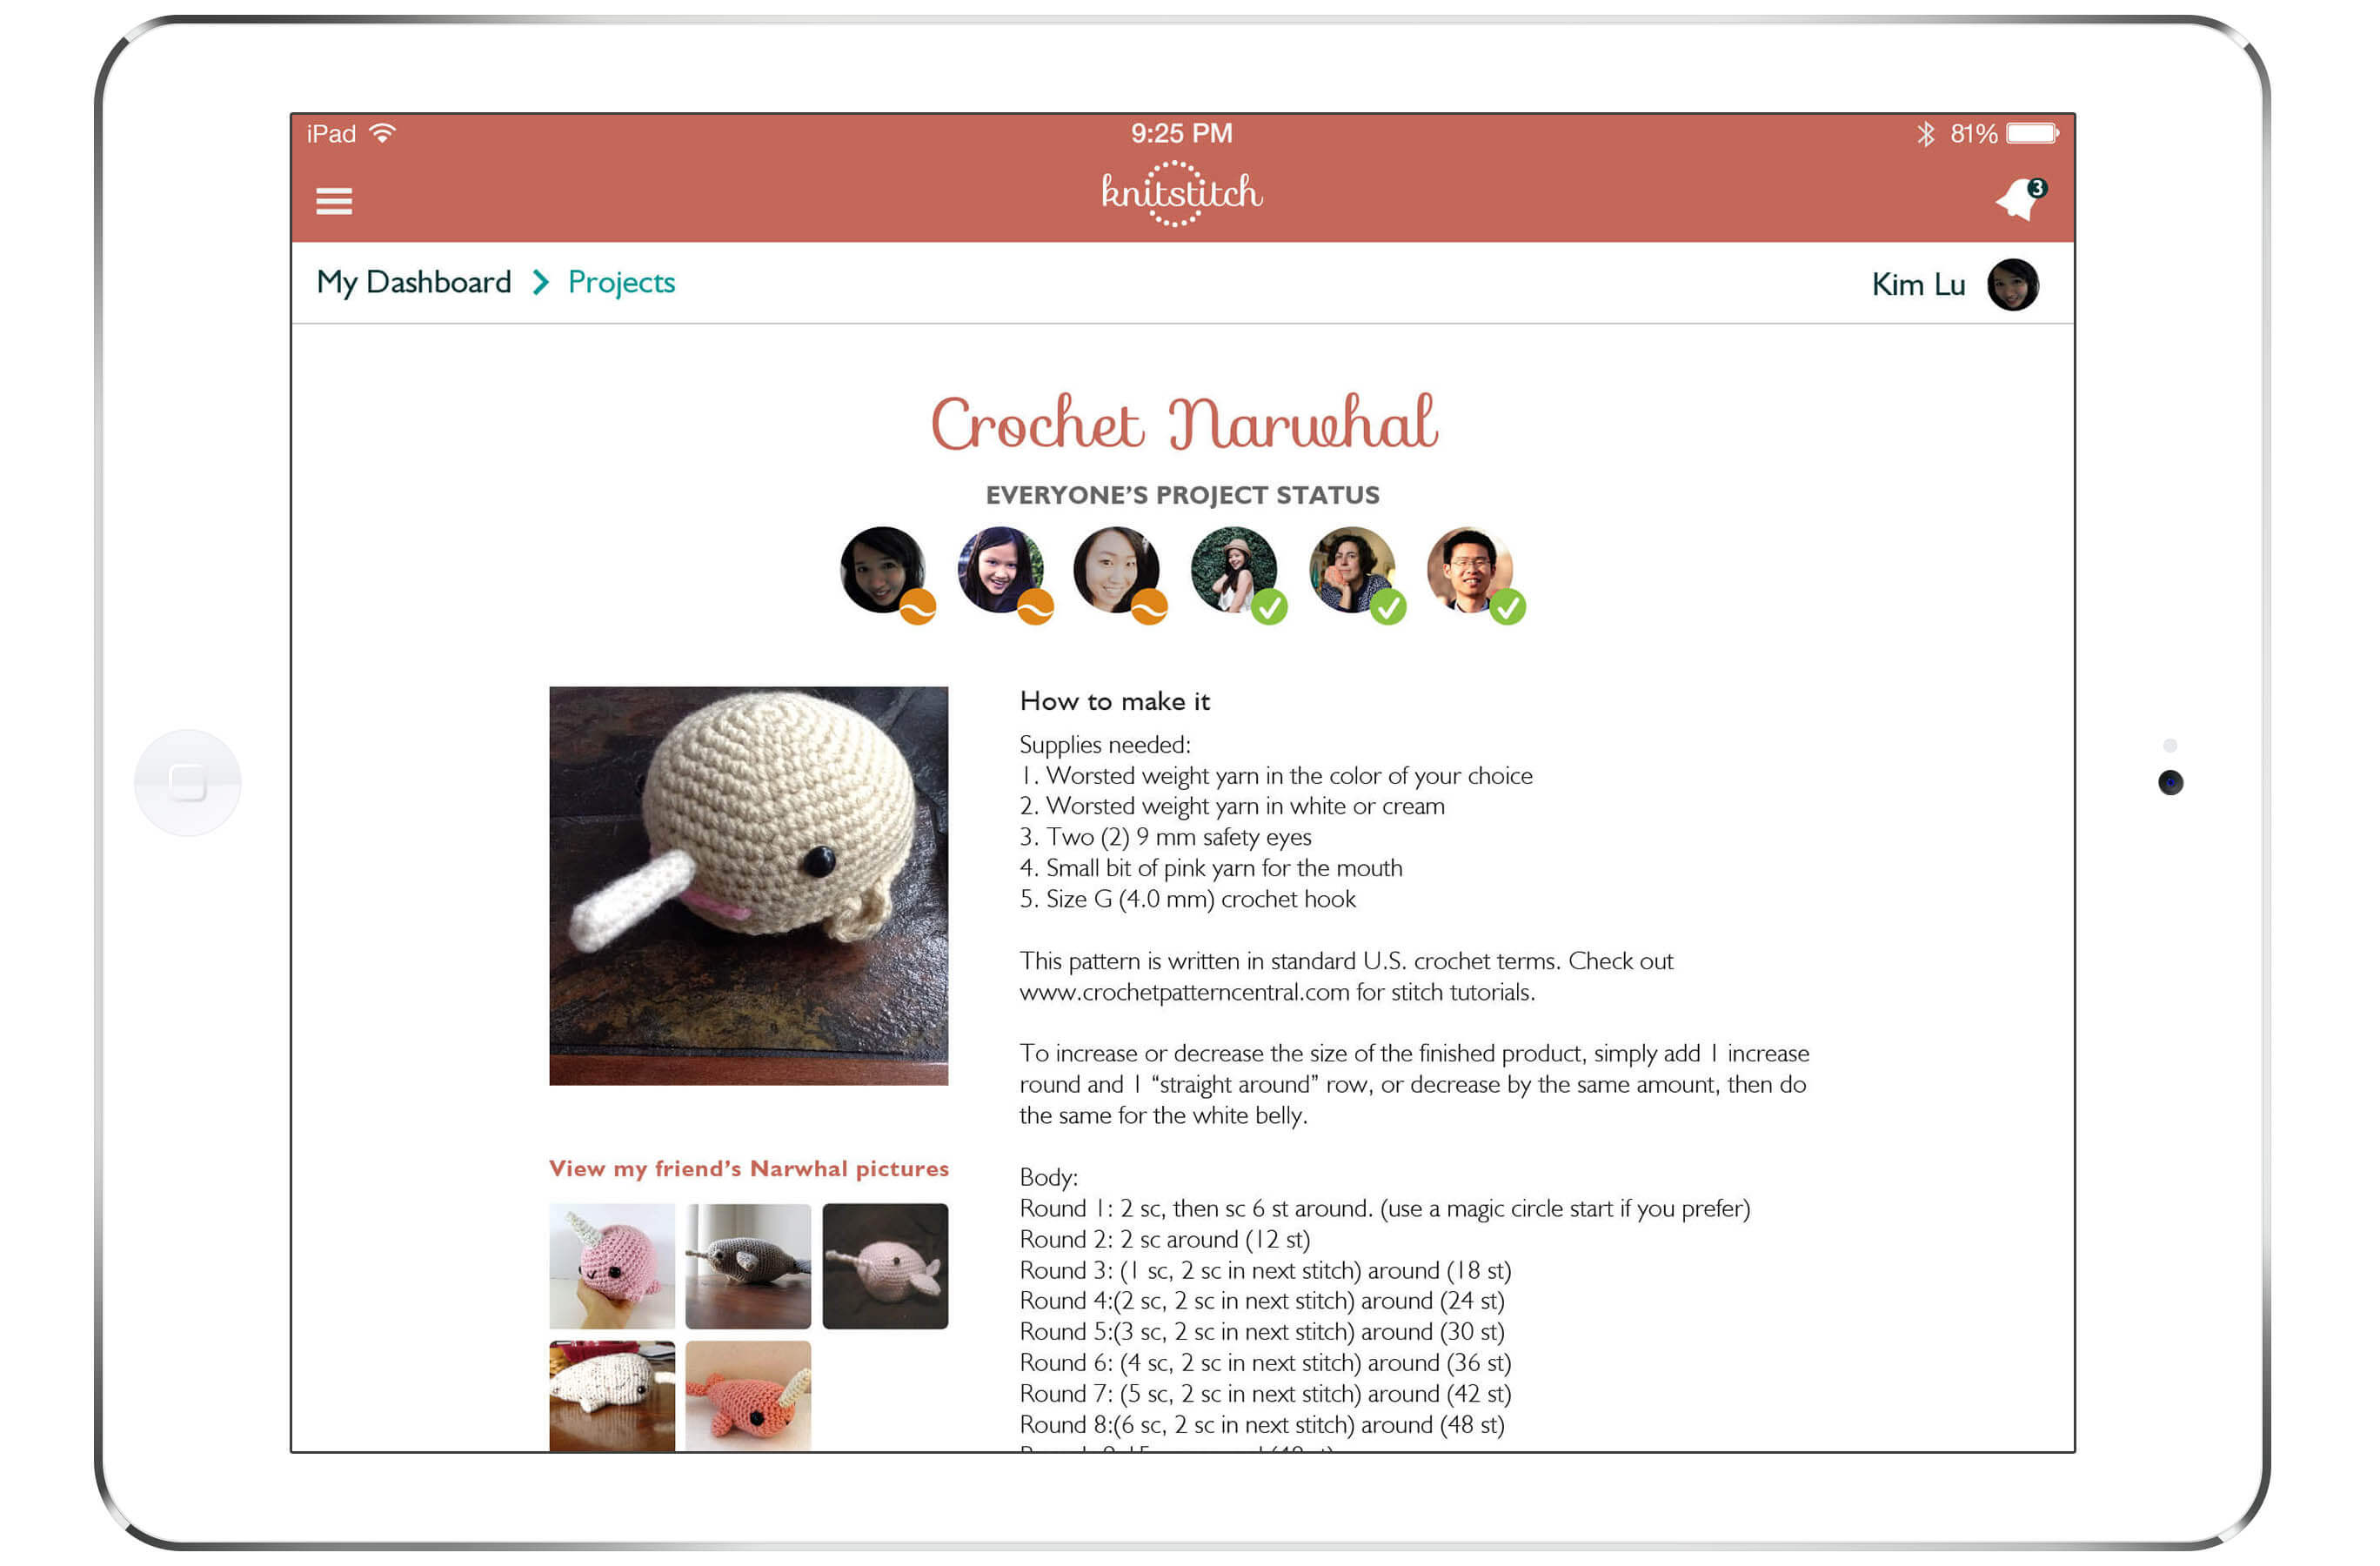 iPad
9:25 PM
81%
knitstitch
3
My Dashboard
Projects
Kim Lu
Crochet Narwhal
EVERYONE’S PROJECT STATUS
How to make it
Supplies needed:
1. Worsted weight yarn in the color of your choice
2. Worsted weight yarn in white or cream
3. Two (2) 9 mm safety eyes
4. Small bit of pink yarn for the mouth
5. Size G (4.0 mm) crochet hook
This pattern is written in standard U.S. crochet terms. Check out
www.crochetpatterncentral.com for stitch tutorials.
To increase or decrease the size of the finished product, simply add 1 increase
round and 1 “straight around” row, or decrease by the same amount, then do
the same for the white belly.
Body:
Round 1: 2 sc, then sc 6 st around. (use a magic circle start if you prefer)
Round 2: 2 sc around (12 st)
Round 3: (1 sc, 2 sc in next stitch) around (18 st)
Round 4:(2 sc, 2 sc in next stitch) around (24 st)
Round 5:(3 sc, 2 sc in next stitch) around (30 st)
Round 6: (4 sc, 2 sc in next stitch) around (36 st)
Round 7: (5 sc, 2 sc in next stitch) around (42 st)
Round 8:(6 sc, 2 sc in next stitch) around (48 st)
View my friend’s Narwhal pictures